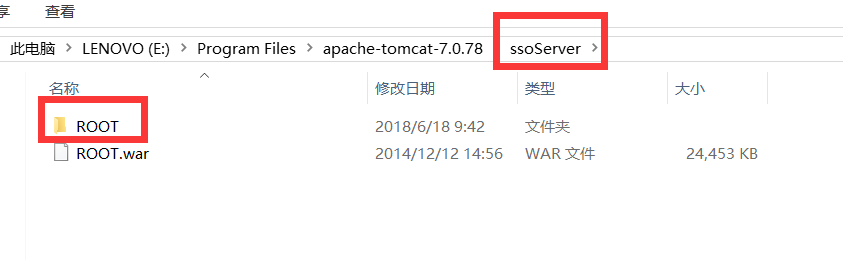 享 查看
此电脑 > LENOVO (E:) > Program Files > apache-tomcat-7.0.78 > ssoServer >
名称 修改日期 类型 大小
ROOT 2018/6/18 9:42 文件夹
ROOT.war 2014/12/12 14:56 WAR 文件 24,453 KB